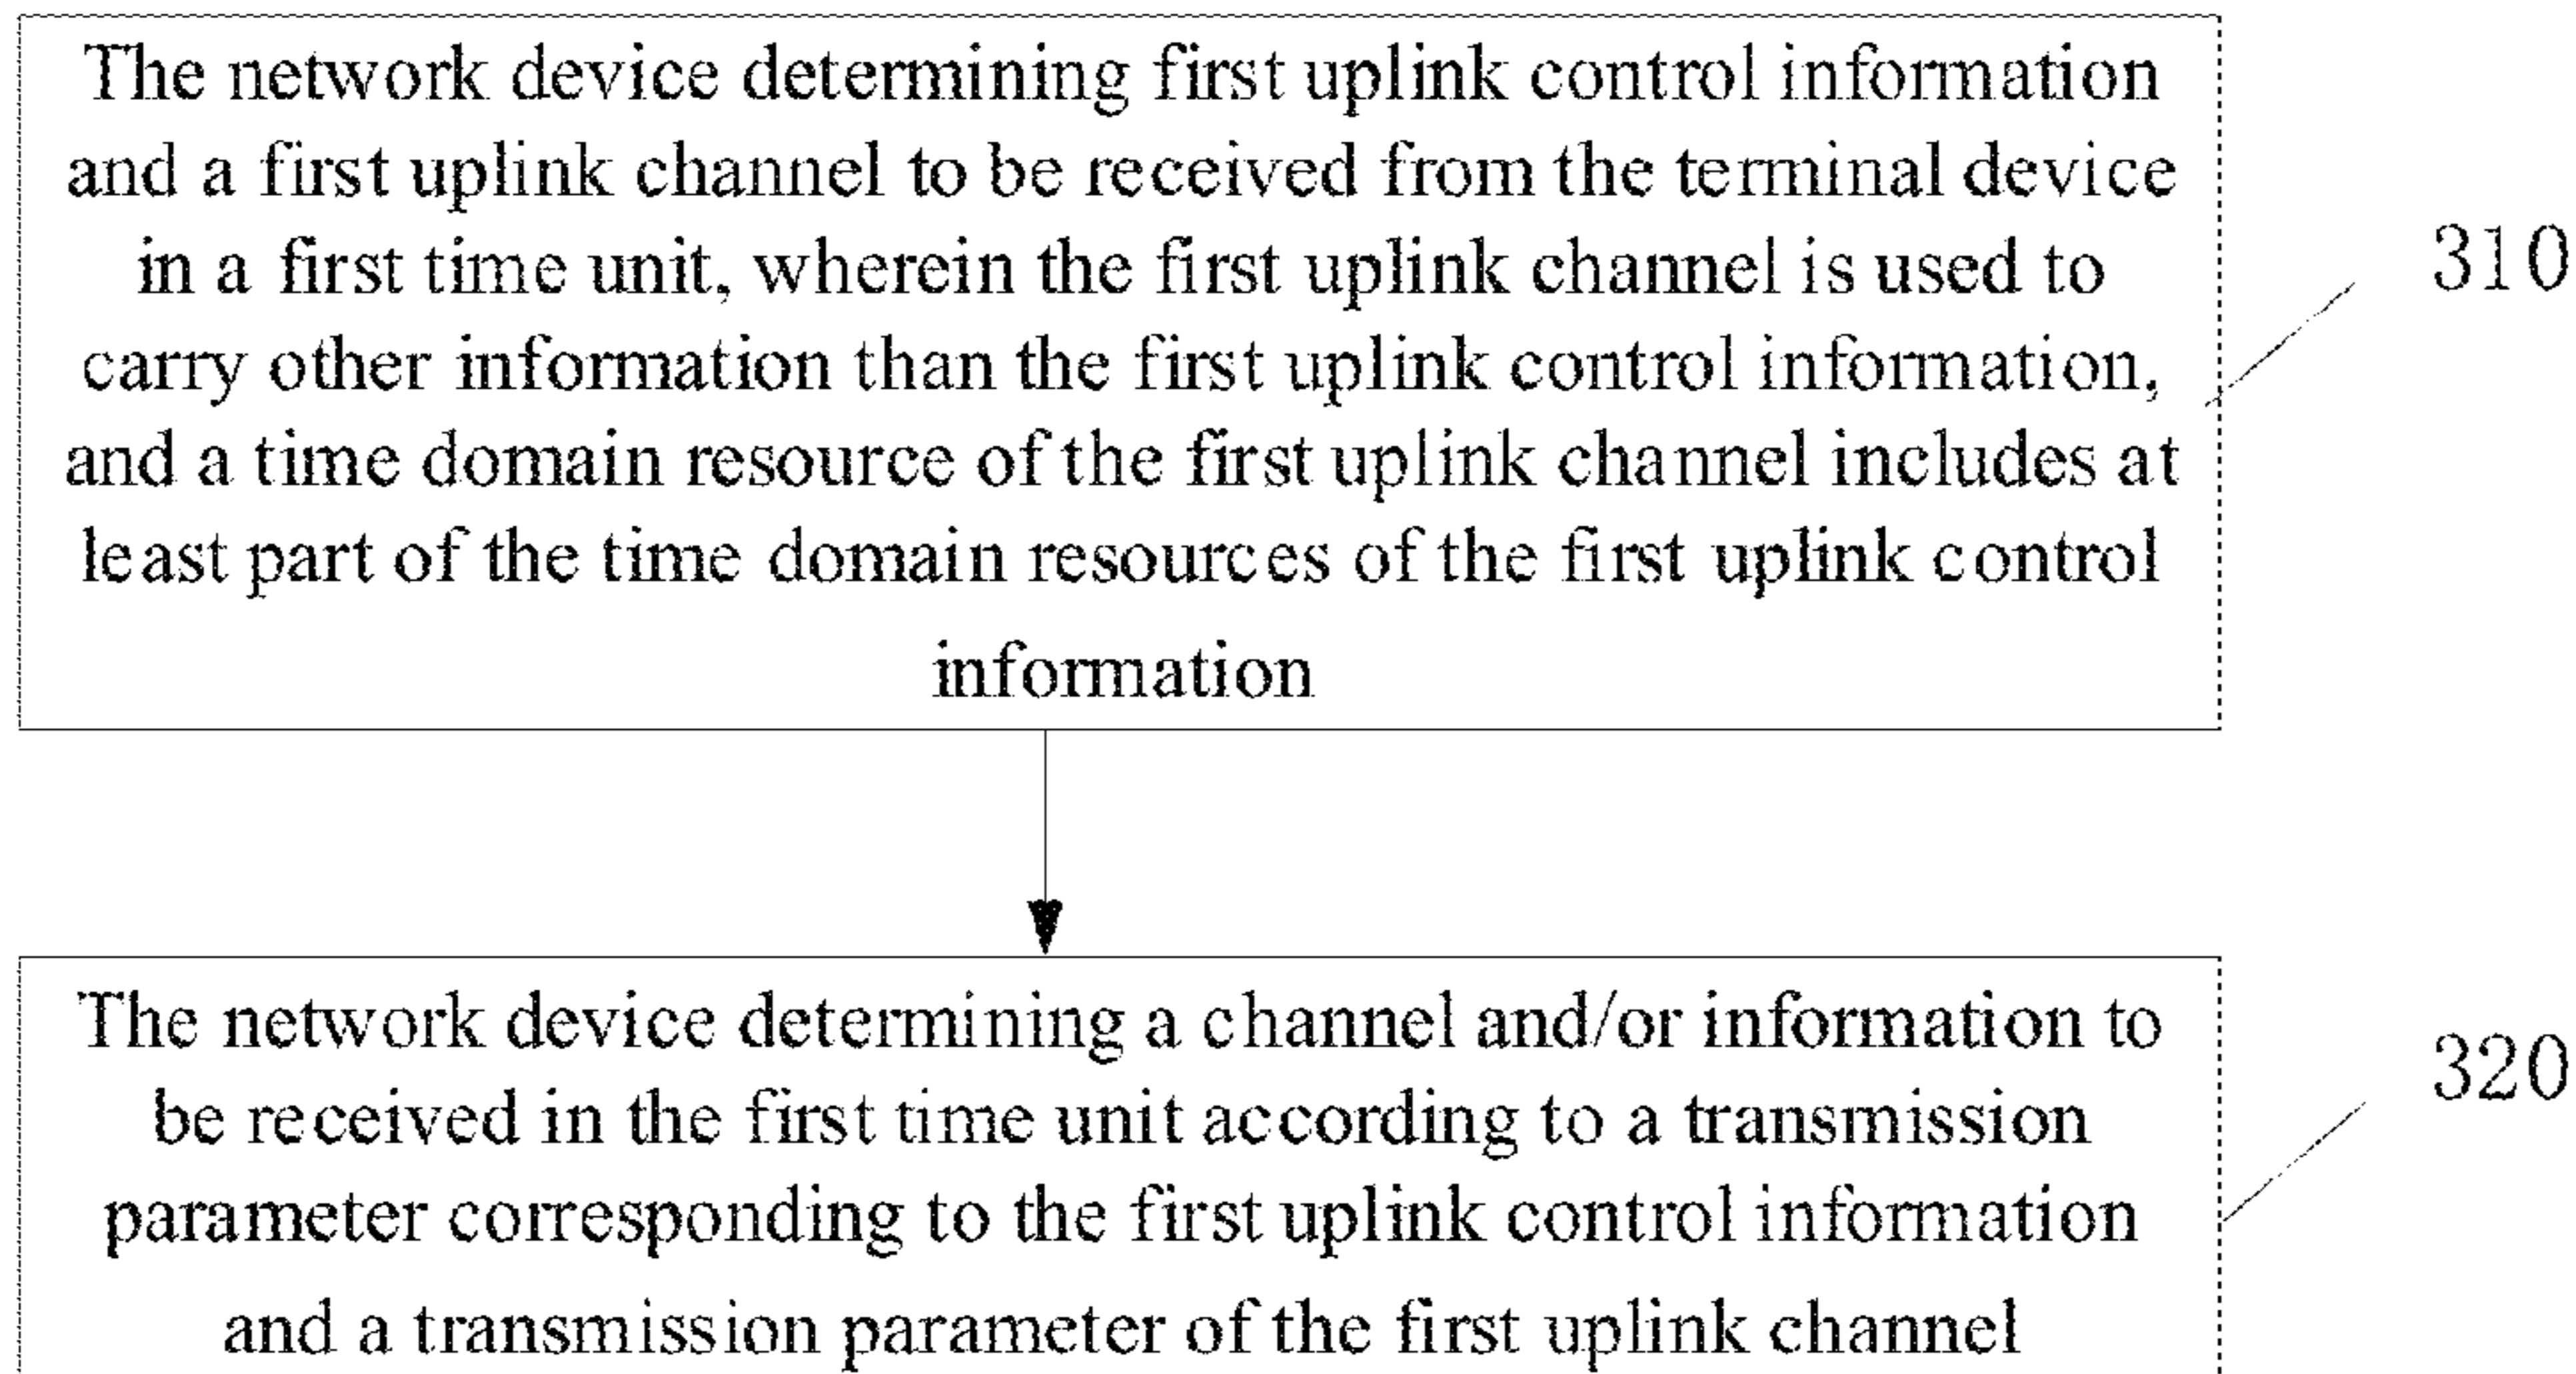 The network device determining first uplink control information
and a first uplink channel to be received from the terminal device
in a first time unit, wherein the first uplink channel is used to
carry other information than the first uplink control information,
and a time domain resource of the first uplink channel includes at
least part of the time domain resources of the first uplink control
information
310
The network device determining a channel and/or information to
be received in the first time unit according to a transmission
parameter corresponding to the first uplink control information
and a transmission parameter of the first uplink channel
320